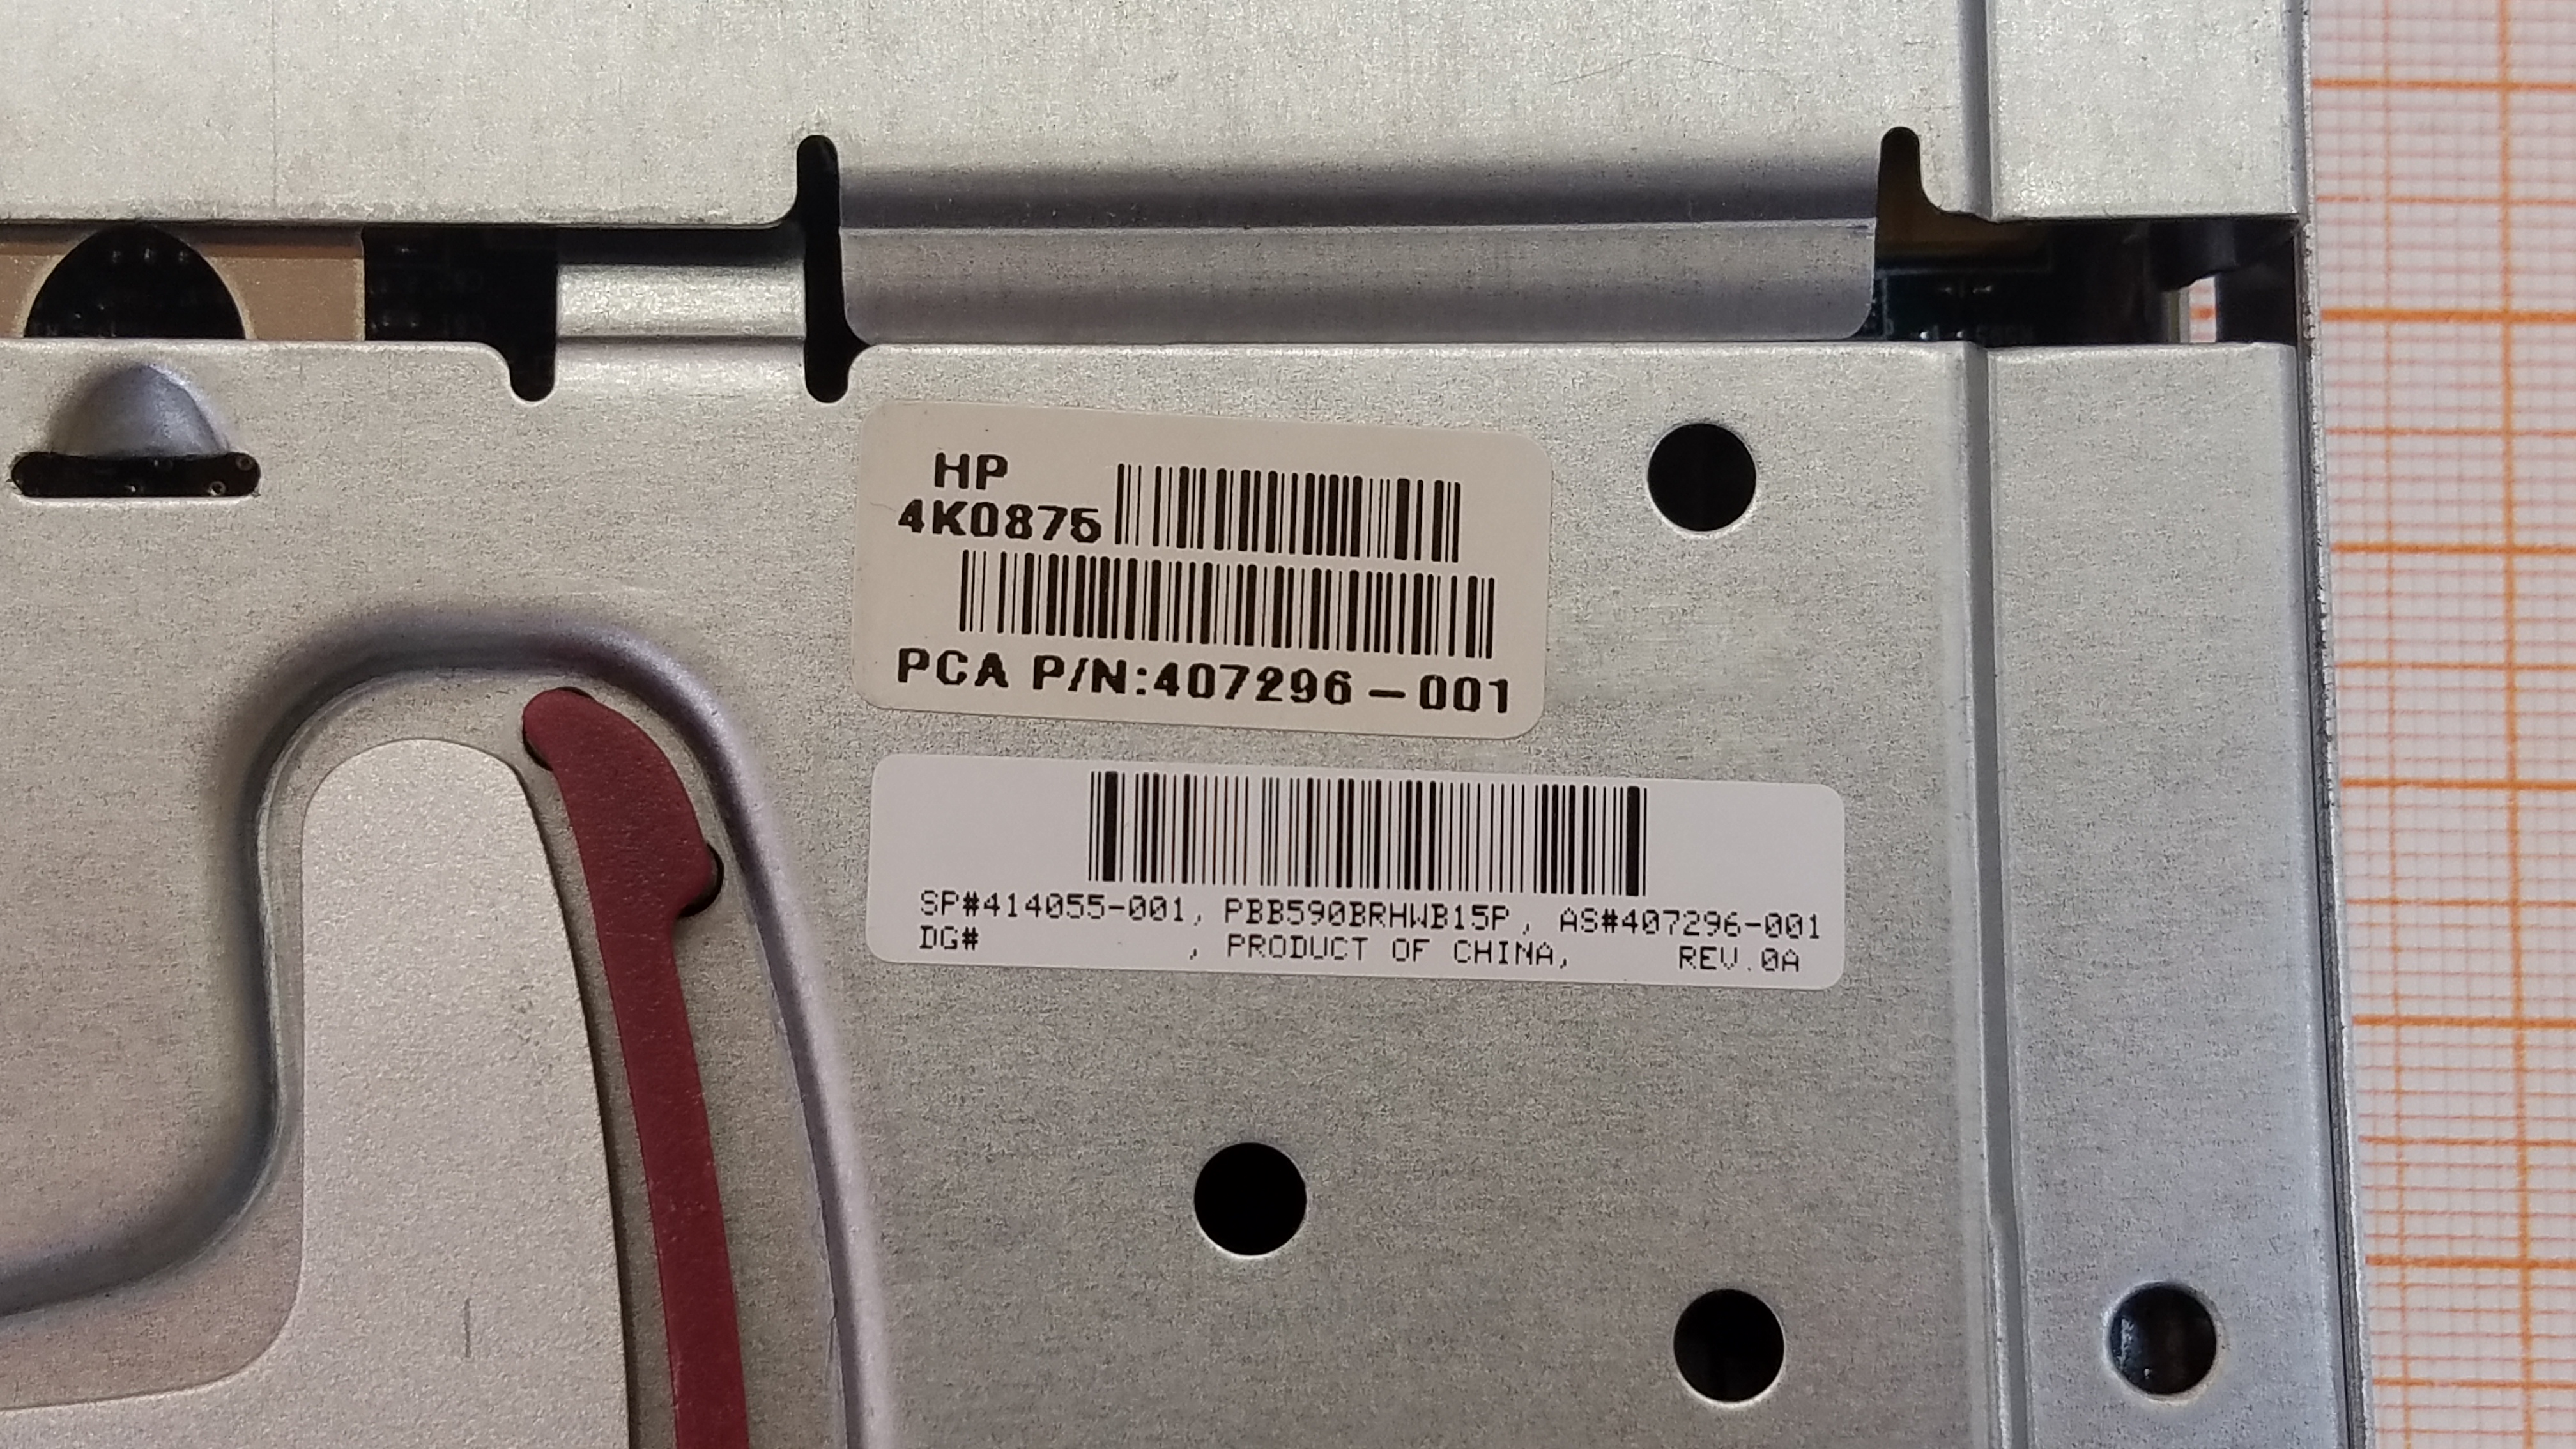 HP
4K0875
PCA P/N:407296-001
SP#414055-001, PBB590BRHWB15P, AS#407296-001
DG# , PRODUCT OF CHINA, REV.0A